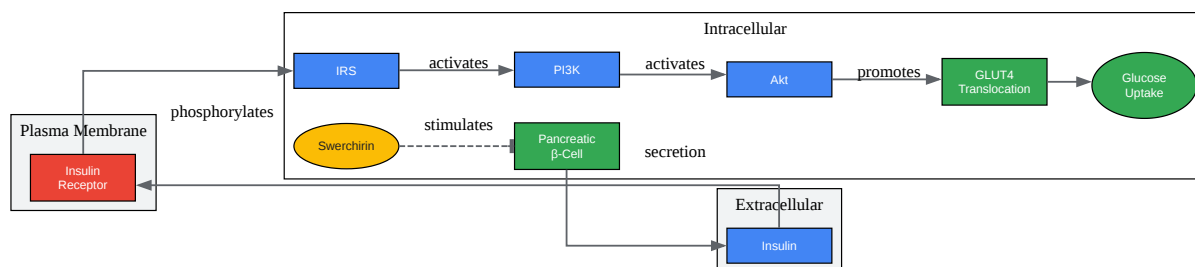 Intracellular
IRS
activates
PI3K
activates
Akt
promotes
GLUT4
Translocation
Glucose
Uptake
phosphorylates
Plasma Membrane
Insulin
Receptor
Swerchirin
stimulates
Pancreatic
β-Cell
secretion
Extracellular
Insulin